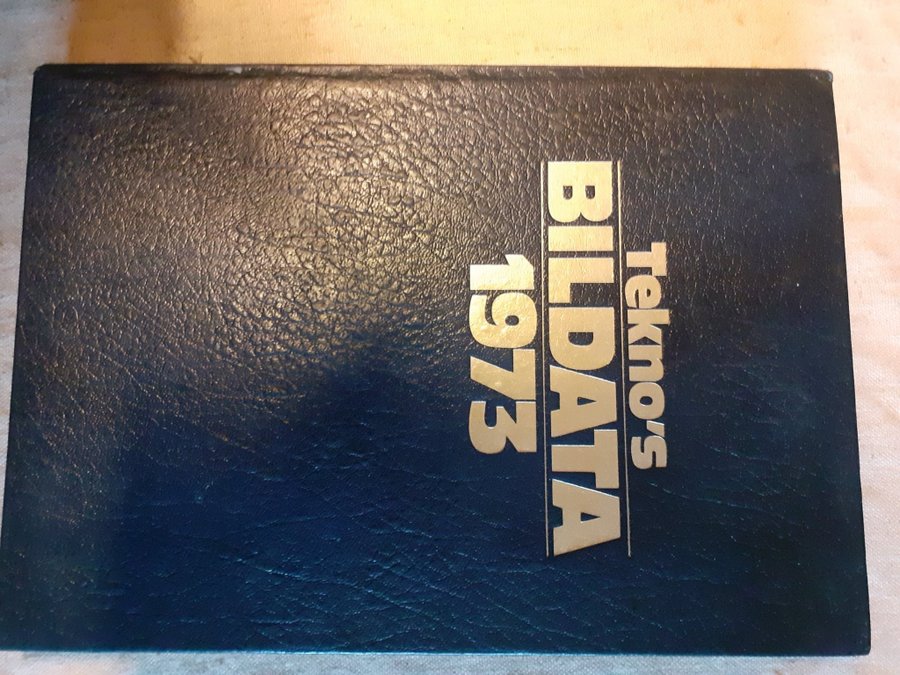 Tekno's
BILDATA
1973